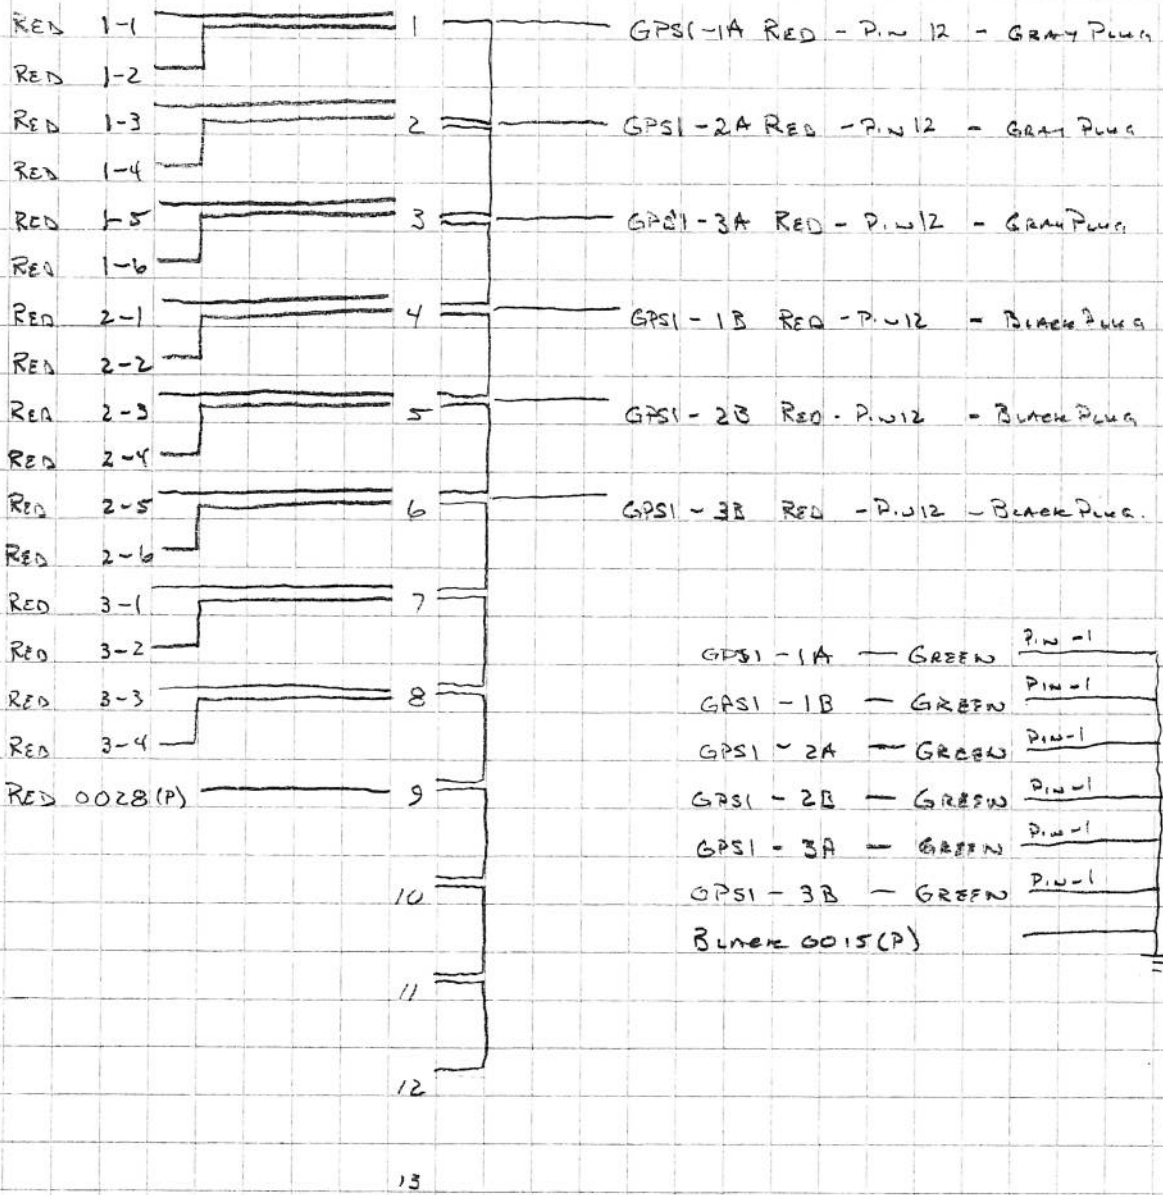 RED 1-1 1 GPS1-1A RED - PIN 12 - GRAY PLUG
RED 1-2
RED 1-3 2 GPS1-2A RED - PIN 12 - GRAY PLUG
RED 1-4
RED 1-5 3 GPS1-3A RED - PIN 12 - GRAY PLUG
RED 1-6
RED 2-1 4 GPS1-1B RED - PIN 12 - BLACK PLUG
RED 2-2
RED 2-3 5 GPS1-2B RED - PIN 12 - BLACK PLUG
RED 2-4
RED 2-5 6 GPS1-3B RED - PIN 12 - BLACK PLUG.
RED 2-6
RED 3-1 7
RED 3-2 GPS1-1A - GREEN PIN-1
RED 3-3 8 GPS1-1B - GREEN PIN-1
RED 3-4 GPS1-2A - GREEN PIN-1
RED 0028(P) 9 GPS1-2B - GREEN PIN-1
GPS1-3A - GREEN PIN-1
10 GPS1-3B - GREEN PIN-1
BLACK 0015(P)
11
12
13